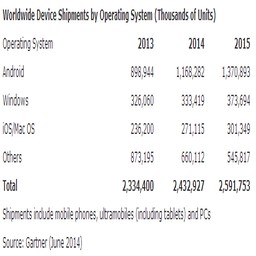 Worldwide Device Shipments by Operating System (Thousands of Units)
Operating System 2013 2014 2015
Android 898,944 1,168,282 1,370,893
Windows 326,060 333,419 373,694
iOS/Mac OS 236,200 271,115 301,349
Others 873,195 660,112 545,817
Total 2,334,400 2,432,927 2,591,753
Shipments include mobile phones, ultramobiles (including tablets) and PCs
Source: Gartner (June 2014)